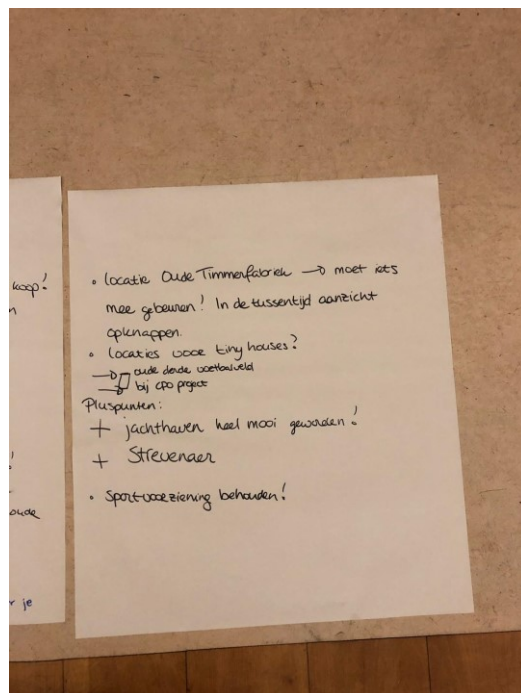 koop!
n
!
oude
r je
• locatie Oude Timmerfabriek → moet iets
mee gebeuren! In de tussentijd aanzicht
opknappen.
• locaties voor tiny houses?
→ oude derde voetbalveld
→ bij cpo project
Pluspunten:
+ jachthaven heel mooi geworden!
+ Strevenaer
• Sportvoorziening behouden!